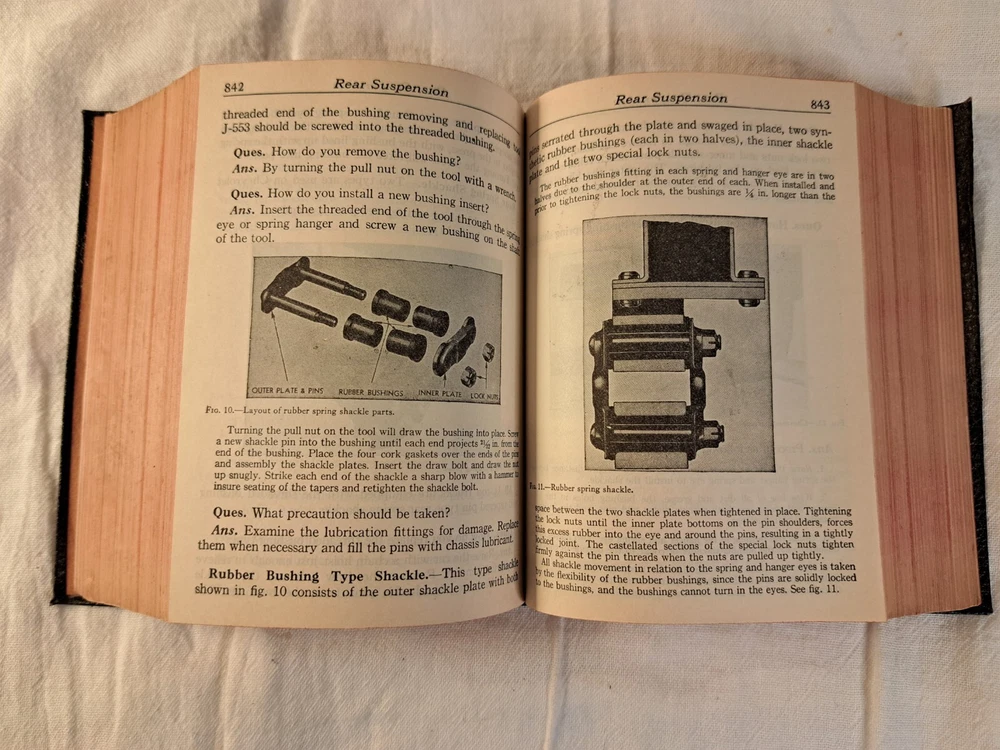 842
Rear Suspension
threaded end of the bushing removing and replacing tool
J-553 should be screwed into the threaded bushing.
Ques. How do you remove the bushing?
Ans. By turning the pull nut on the tool with a wrench.
Ques. How do you install a new bushing insert?
Ans. Insert the threaded end of the tool through the spring
eye or spring hanger and screw a new bushing on the shaft
of the tool.
OUTER PLATE & PINS RUBBER BUSHINGS INNER PLATE LOCK NUTS
Fig. 10.—Layout of rubber spring shackle parts.
Turning the pull nut on the tool will draw the bushing into place. Screw
a new shackle pin into the bushing until each end projects in. from the
end of the bushing. Place the four cork gaskets over the ends of the pins
and assembly the shackle plates. Insert the draw bolt and draw the nut
up snugly. Strike each end of the shackle a sharp blow with a hammer to
insure seating of the tapers and retighten the shackle bolt.
Ques. What precaution should be taken?
Ans. Examine the lubrication fittings for damage. Replace
them when necessary and fill the pins with chassis lubricant.
Rubber Bushing Type Shackle.—This type shackle
shown in fig. 10 consists of the outer shackle plate with both
Rear Suspension
843
pins serrated through the plate and swaged in place, two syn-
thetic rubber bushings (each in two halves), the inner shackle
plate and the two special lock nuts.
The rubber bushings fitting in each spring and hanger eye are in two
halves due to the shoulder at the outer end of each. When installed and
prior to tightening the lock nuts, the bushings are ⅛ in. longer than the
Fig. 11.—Rubber spring shackle.
space between the two shackle plates when tightened in place. Tightening
the lock nuts until the inner plate bottoms on the pin shoulders, forces
this excess rubber into the eye and around the pins, resulting in a tightly
locked joint. The castellated sections of the special lock nuts tighten
firmly against the pin threads when the nuts are pulled up tightly.
All shackle movement in relation to the spring and hanger eyes is taken
by the flexibility of the rubber bushings, since the pins are solidly locked
to the bushings, and the bushings cannot turn in the eyes. See fig. 11.